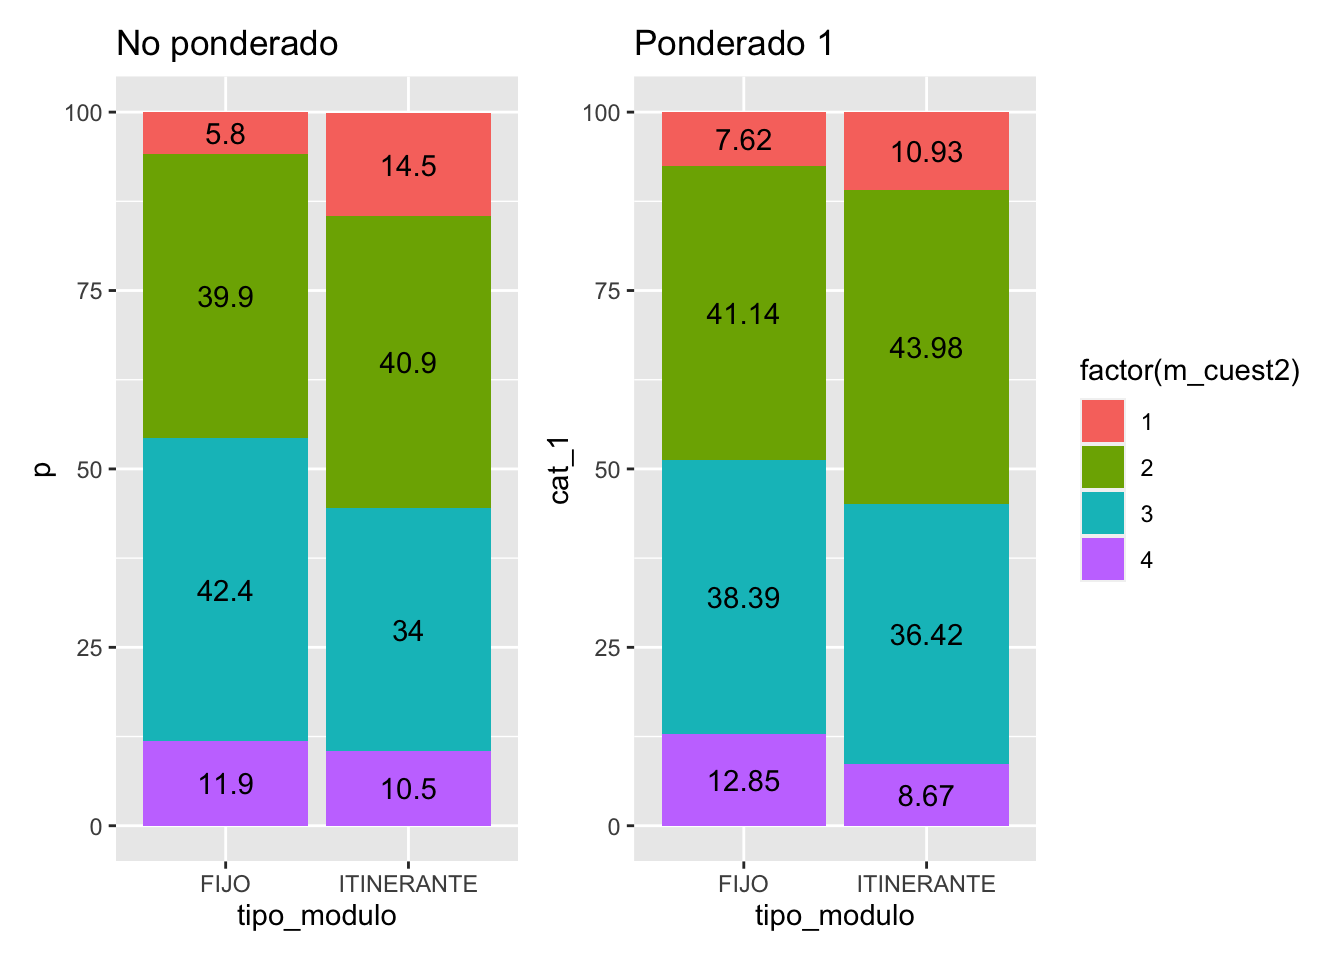 No ponderado
Ponderado 1
100
75
50
25
0
p
5.8
39.9
42.4
11.9
14.5
40.9
34
10.5
FIJO
ITINERANTE
tipo_modulo
100
75
50
25
0
cat_1
7.62
41.14
38.39
12.85
10.93
43.98
36.42
8.67
FIJO
ITINERANTE
tipo_modulo
factor(m_cuest2)
1
2
3
4